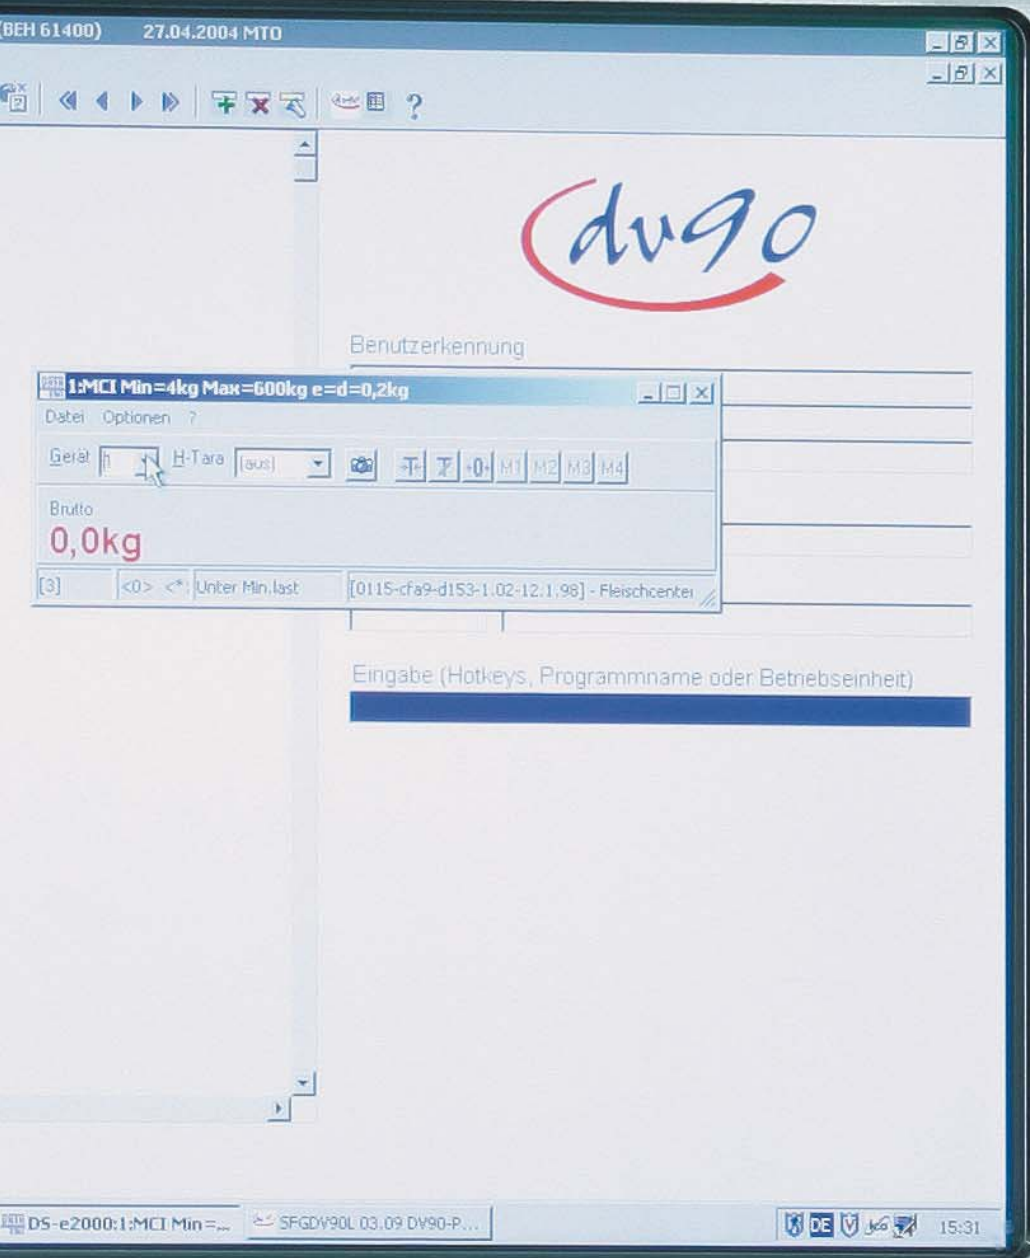 (BEH 61400) 27.04.2004 MTO
?
dv90
Benutzerkennung
1:MCI Min=4kg Max=600kg e=d=0,2kg
Datei Optionen ?
Gerät h H-Tara (aus) →T← T →0← M1 M2 M3 M4
Brutto
0,0kg
[3] <0> <*: Unter Min.last [0115-cfa9-d153-1.02-12.1.98] - Fleischcenter
Eingabe (Hotkeys, Programmname oder Betriebseinheit)
DS-e2000:1:MCI Min=... SFGDV90L 03.09 DV90-P... DE 15:31